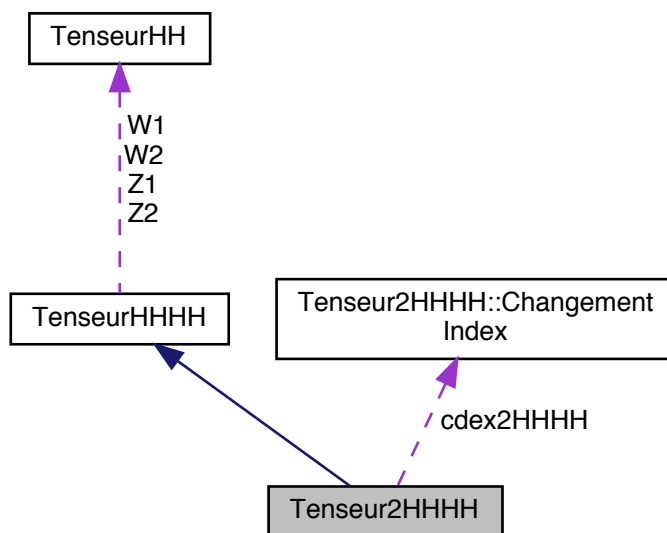 TenseurHH
W1
W2
Z1
Z2
TenseurHHHH
Tenseur2HHHH::Changement
Index
cdex2HHHH
Tenseur2HHHH